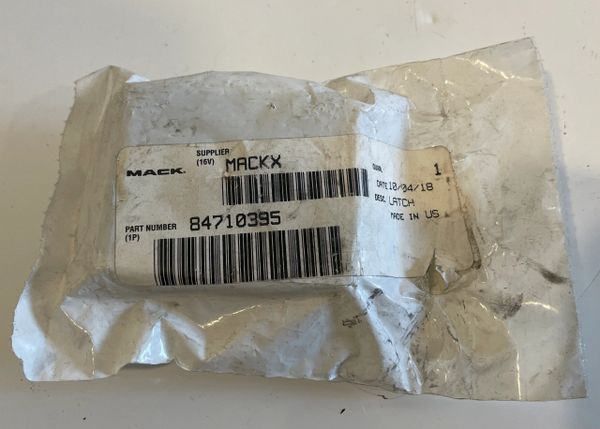 MACK.
SUPPLIER
(16V)
MACKX
PART NUMBER
(1P)
84710395
QUAN. 1
DATE 10/04/18
DESC. LATCH
MADE IN US